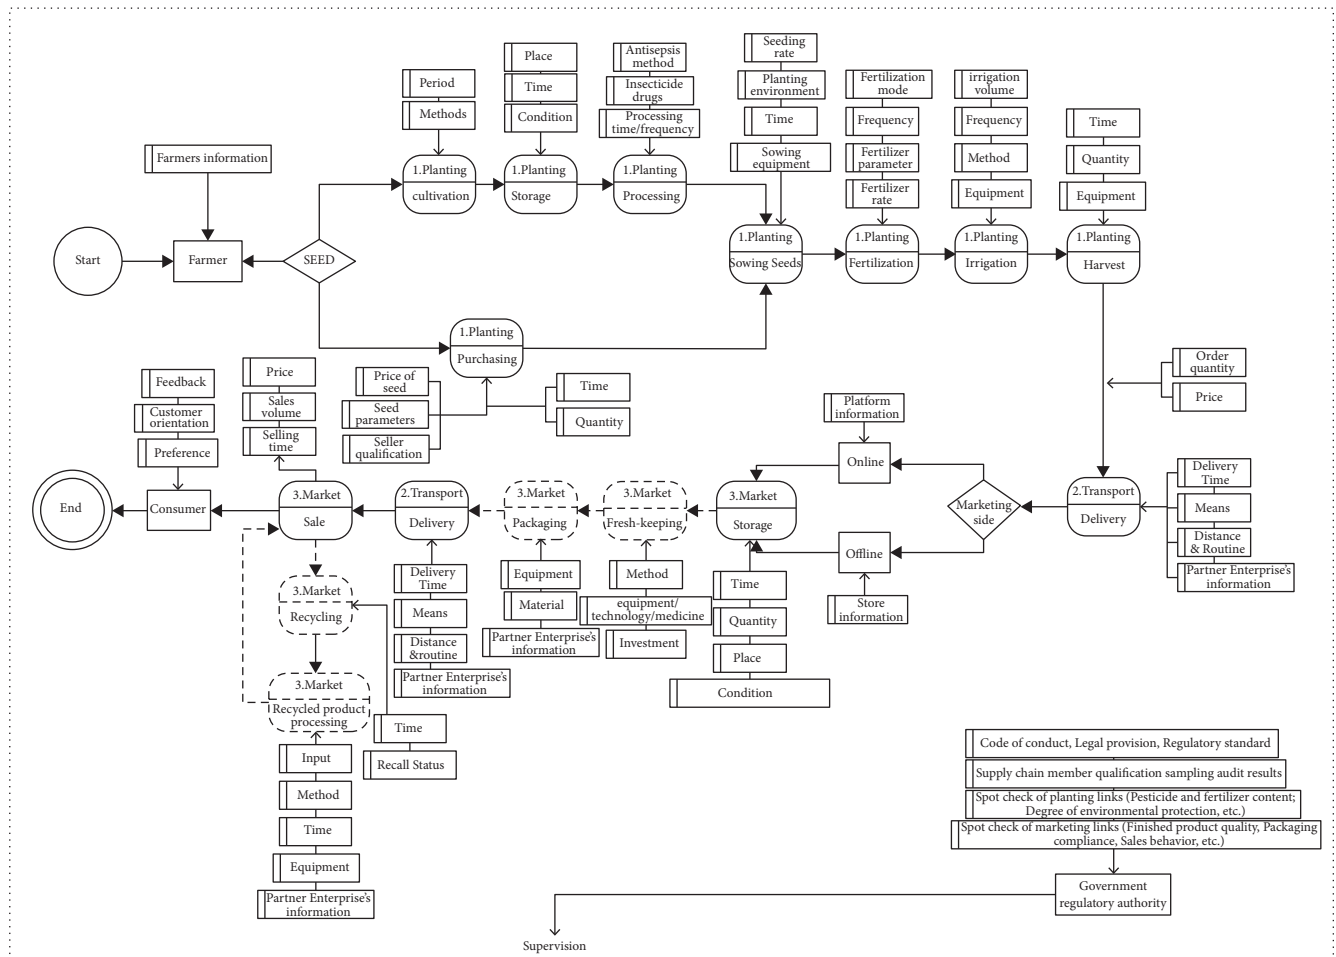 Seeding
rate
Planting
environment
Time
Sowing
equipment
Place
Time
Condition
Antisepsis
method
Insecticide
drugs
Processing
time/frequency
Period
Methods
Fertilization
mode
Frequency
Fertilizer
parameter
Fertilizer
rate
irrigation
volume
Frequency
Method
Equipment
Time
Quantity
Equipment
Farmers information
1.Planting
cultivation
1.Planting
Storage
1.Planting
Processing
Start
Farmer
SEED
1.Planting
Sowing Seeds
1.Planting
Fertilization
1.Planting
Irrigation
1.Planting
Harvest
1.Planting
Purchasing
Order
quantity
Price
Feedback
Customer
orientation
Preference
Price
Sales
volume
Selling
time
Price of
seed
Seed
parameters
Seller
qualification
Time
Quantity
Platform
information
Online
End
Consumer
3.Market
Sale
2.Transport
Delivery
3.Market
Packaging
3.Market
Fresh-keeping
3.Market
Storage
Marketing
side
2.Transport
Delivery
Delivery
Time
Means
Distance
& Routine
Partner Enterprise's
information
Offline
Store
information
3.Market
Recycling
Delivery
Time
Means
Distance
&routine
Partner Enterprise's
information
Equipment
Material
Partner Enterprise's
information
Method
equipment/
technology/medicine
Investment
Time
Quantity
Place
Condition
3.Market
Recycled product
processing
Time
Recall Status
Input
Method
Time
Equipment
Partner Enterprise's
information
Code of conduct, Legal provision, Regulatory standard
Supply chain member qualification sampling audit results
Spot check of planting links (Pesticide and fertilizer content;
Degree of environmental protection, etc.)
Spot check of marketing links (Finished product quality, Packaging
compliance, Sales behavior, etc.)
Government
regulatory authority
Supervision